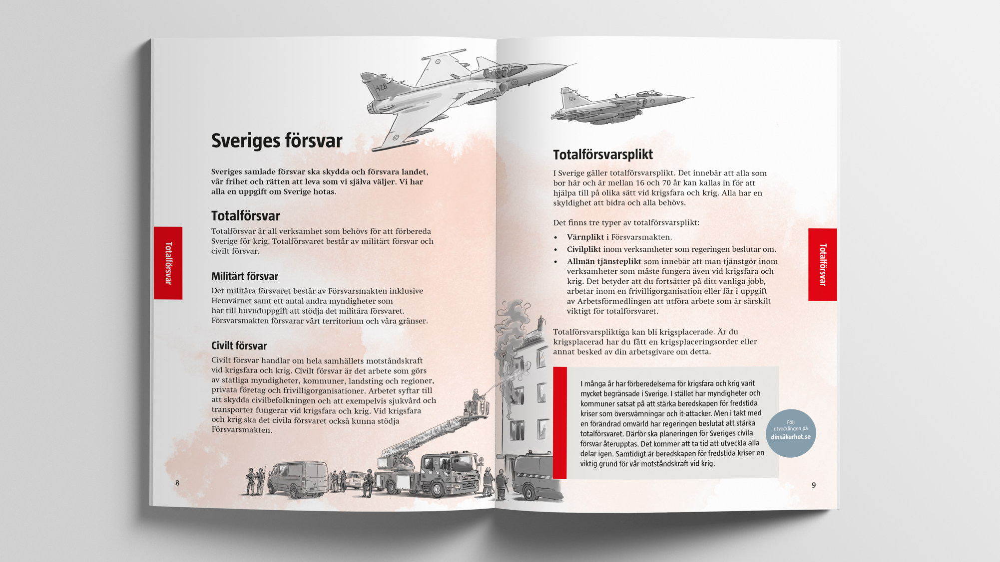 428
Sveriges försvar
Sveriges samlade försvar ska skydda och försvara landet,
vår frihet och rätten att leva som vi själva väljer. Vi har
alla en uppgift om Sverige hotas.
Totalförsvar
Totalförsvar är all verksamhet som behövs för att förbereda
Sverige för krig. Totalförsvaret består av militärt försvar och
civilt försvar.
Totalförsvar
Militärt försvar
Det militära försvaret består av Försvarsmakten inklusive
Hemvärnet samt ett antal andra myndigheter som
har till huvuduppgift att stödja det militära försvaret.
Försvarsmakten försvarar vårt territorium och våra gränser.
Civilt försvar
Civilt försvar handlar om hela samhällets motståndskraft
vid krigsfara och krig. Civilt försvar är det arbete som görs
av statliga myndigheter, kommuner, landsting och regioner,
privata företag och frivilligorganisationer. Arbetet syftar till
att skydda civilbefolkningen och att exempelvis sjukvård och
transporter fungerar vid krigsfara och krig. Vid krigsfara
och krig ska det civila försvaret också kunna stödja
Försvarsmakten.
POLIS
8
126
Totalförsvarsplikt
I Sverige gäller totalförsvarsplikt. Det innebär att alla som
bor här och är mellan 16 och 70 år kan kallas in för att
hjälpa till på olika sätt vid krigsfara och krig. Alla har en
skyldighet att bidra och alla behövs.
Det finns tre typer av totalförsvarsplikt:
• Värnplikt i Försvarsmakten.
• Civilplikt inom verksamheter som regeringen beslutar om.
• Allmän tjänsteplikt som innebär att man tjänstgör inom
verksamheter som måste fungera även vid krigsfara och
krig. Det betyder att du fortsätter på ditt vanliga jobb,
arbetar inom en frivilligorganisation eller får i uppgift
av Arbetsförmedlingen att utföra arbete som är särskilt
viktigt för totalförsvaret.
Totalförsvar
Totalförsvarspliktiga kan bli krigsplacerade. Är du
krigsplacerad har du fått en krigsplaceringsorder eller
annat besked av din arbetsgivare om detta.
I många år har förberedelserna för krigsfara och krig varit
mycket begränsade i Sverige. I stället har myndigheter och
kommuner satsat på att stärka beredskapen för fredstida
kriser som översvämningar och it-attacker. Men i takt med
en förändrad omvärld har regeringen beslutat att stärka
totalförsvaret. Därför ska planeringen för Sveriges civila
försvar återupptas. Det kommer att ta tid att utveckla alla
delar igen. Samtidigt är beredskapen för fredstida kriser en
viktig grund för vår motståndskraft vid krig.
Följ
utvecklingen på
dinsäkerhet.se
9